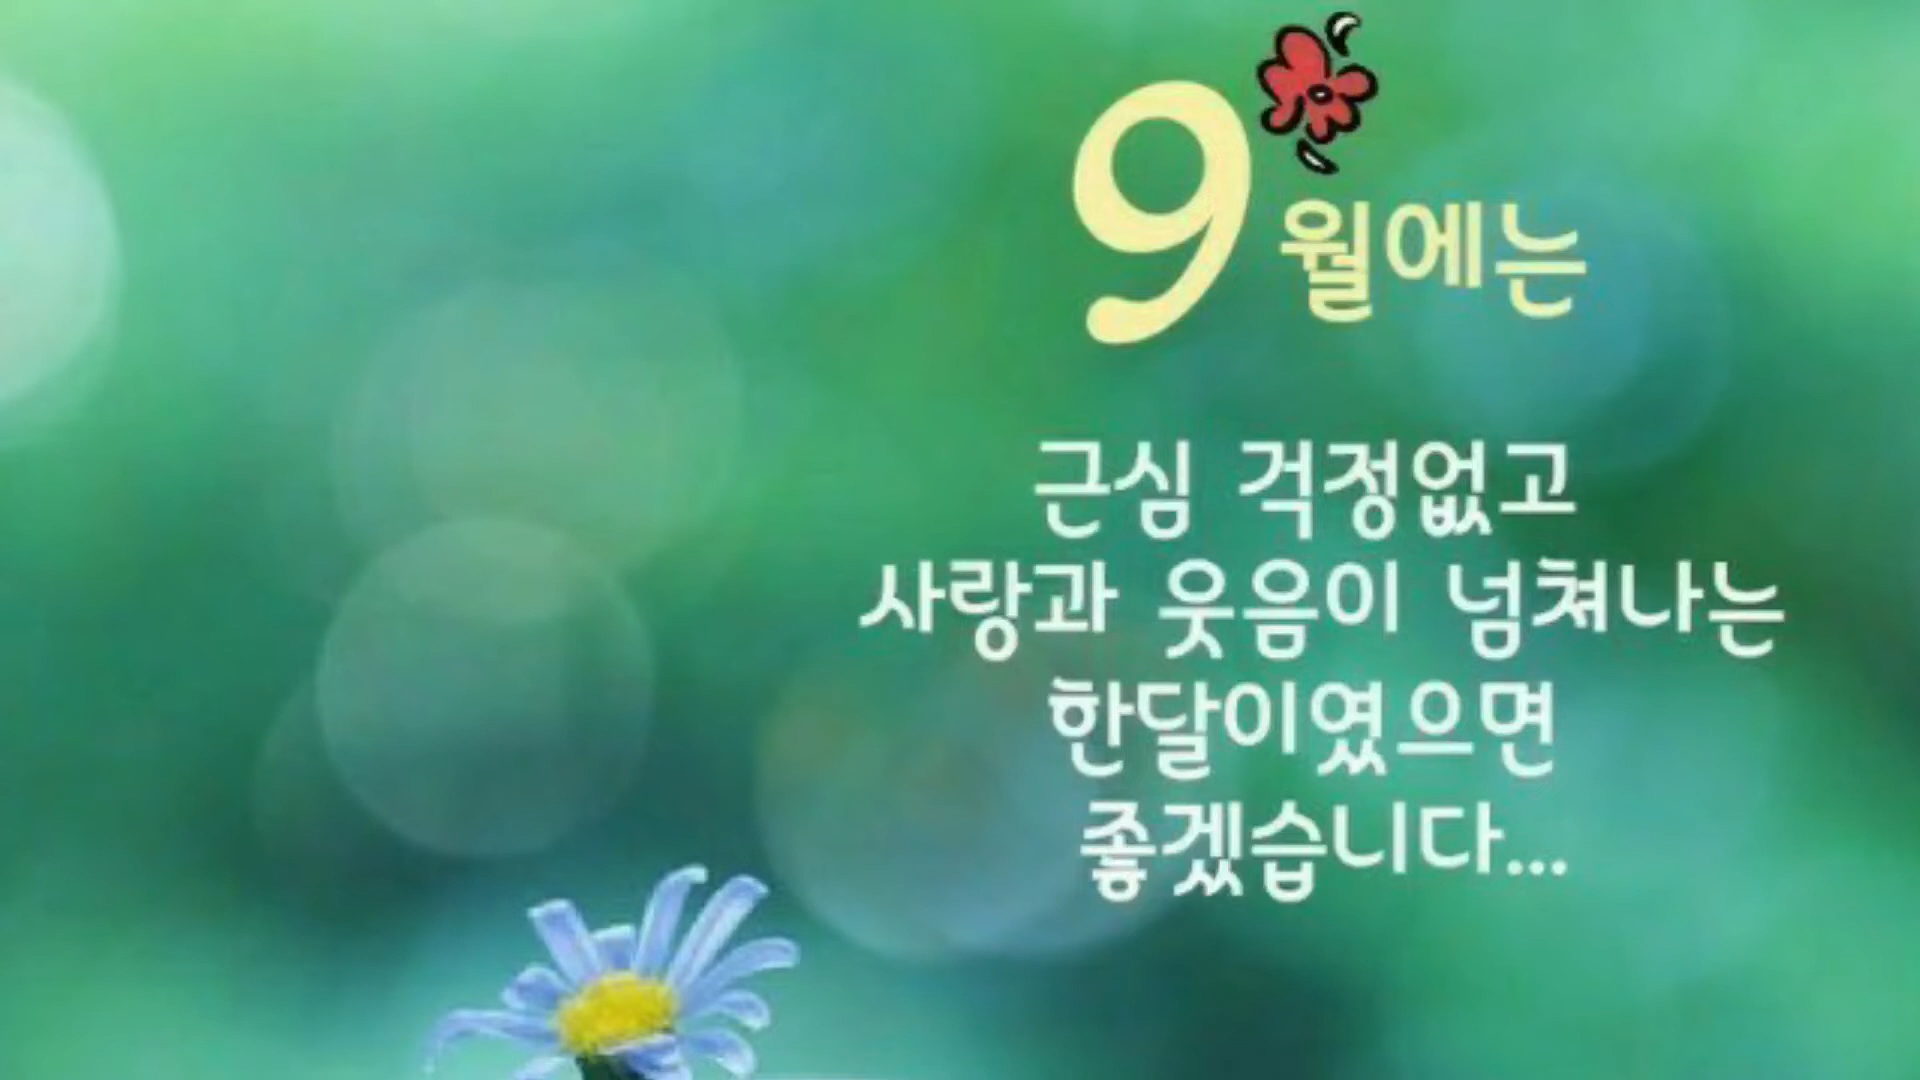 9월에는
근심 걱정없고
사랑과 웃음이 넘쳐나는
한달이였으면
좋겠습니다...